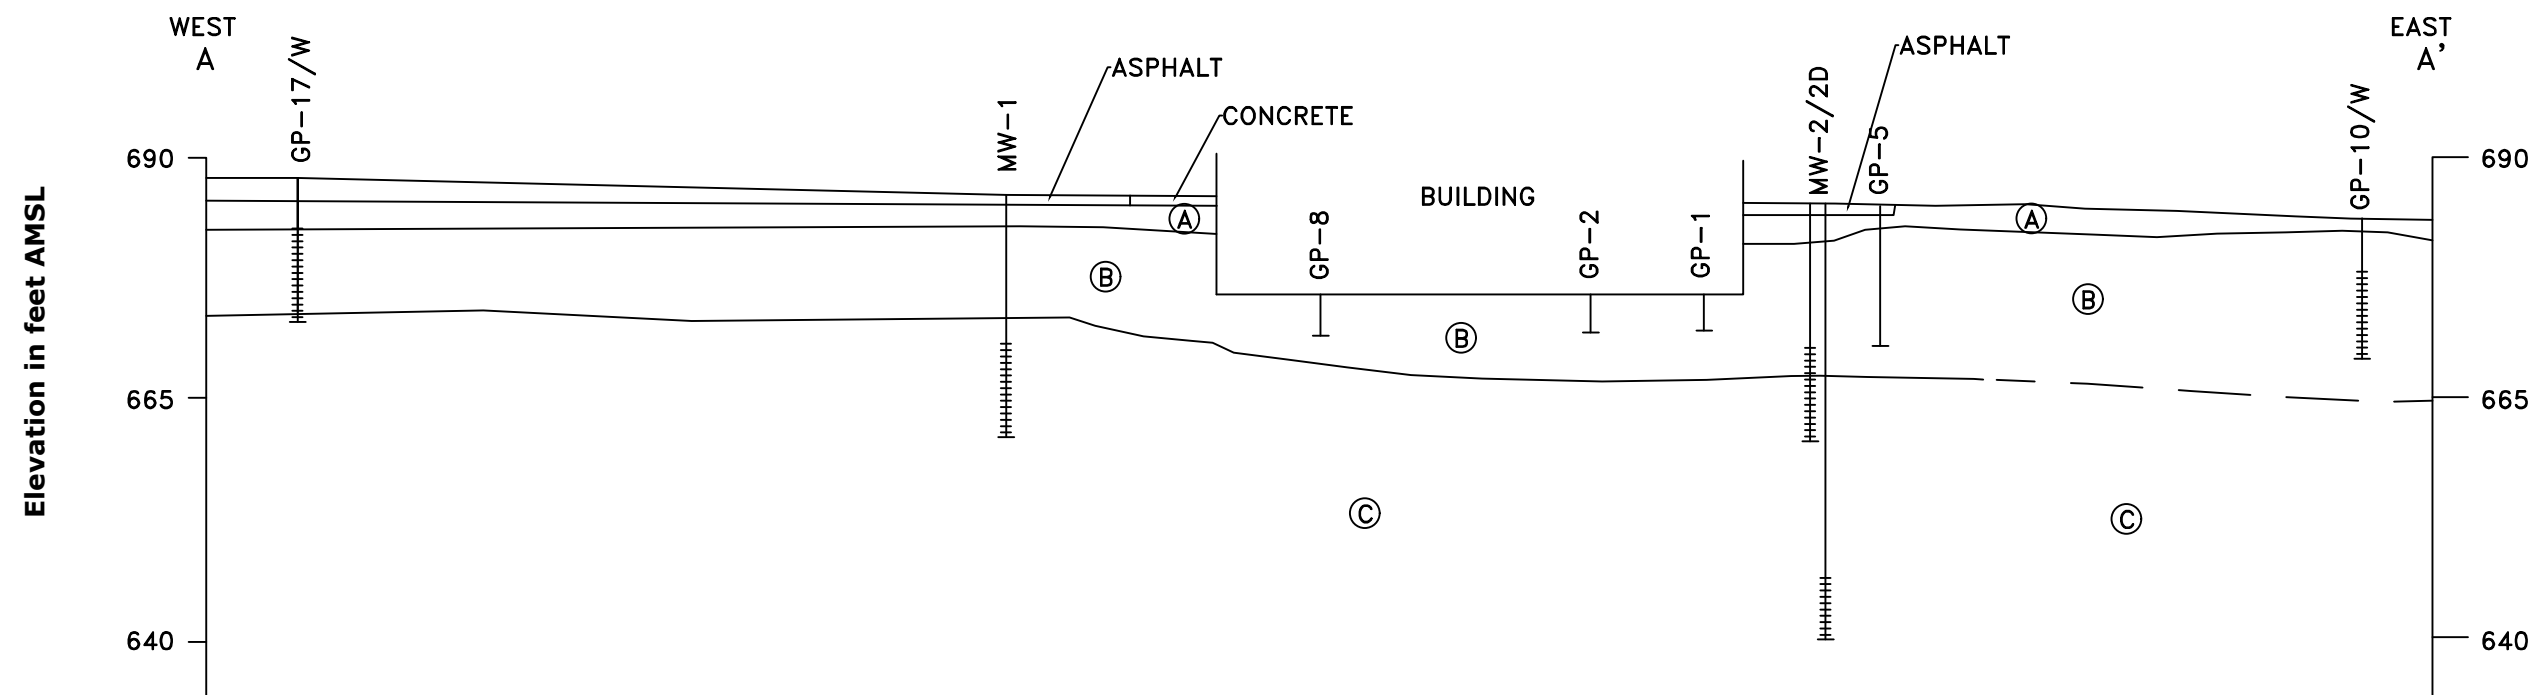 WEST
A
EAST
A’
GP-17/W
MW-1
ASPHALT
CONCRETE
BUILDING
GP-8
GP-2
GP-1
MW-2/2D
GP-5
ASPHALT
GP-10/W
Elevation in feet AMSL
690
690
A
A
B
B
B
665
665
C
C
640
640